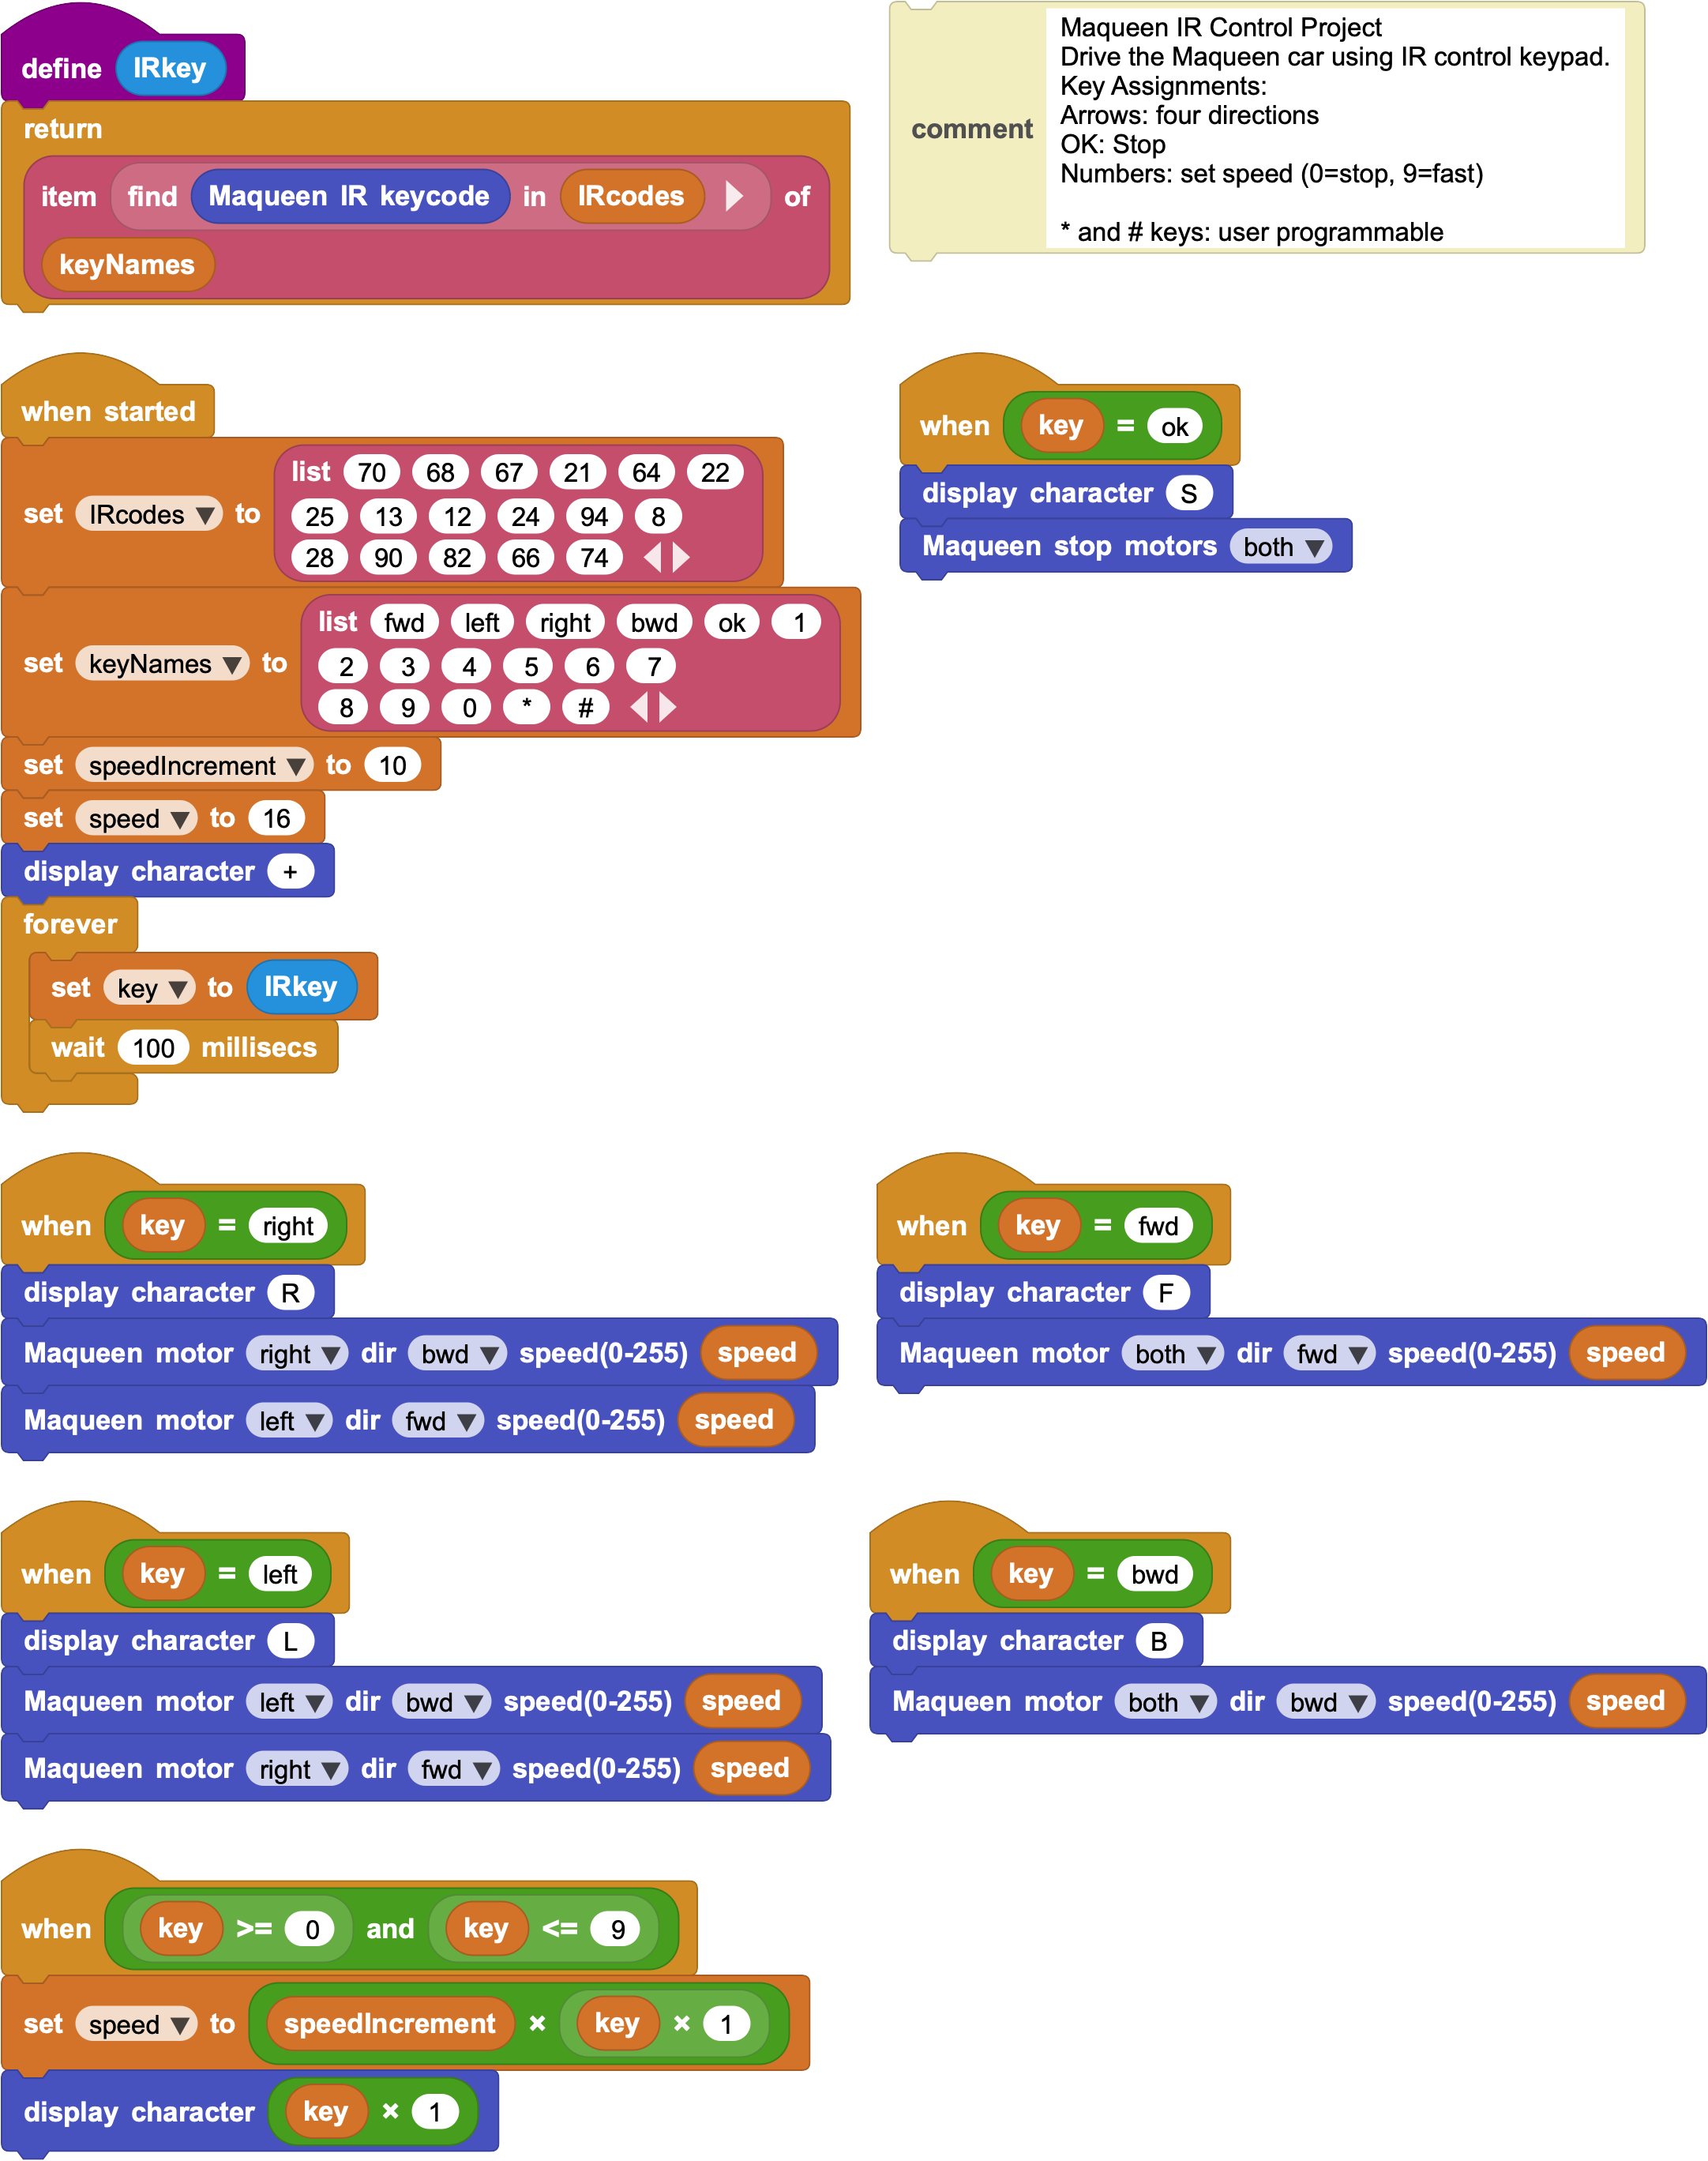 define IRkey
return
item find Maqueen IR keycode in IRcodes of
keyNames
comment
Maqueen IR Control Project
Drive the Maqueen car using IR control keypad.
Key Assignments:
Arrows: four directions
OK: Stop
Numbers: set speed (0=stop, 9=fast)
* and # keys: user programmable
when started
set IRcodes to
list 70 68 67 21 64 22
25 13 12 24 94 8
28 90 82 66 74
set keyNames to
list fwd left right bwd ok 1
2 3 4 5 6 7
8 9 0 * #
set speedIncrement to 10
set speed to 16
display character +
forever
set key to IRkey
wait 100 millisecs
when key = ok
display character S
Maqueen stop motors both
when key = right
display character R
Maqueen motor right dir bwd speed(0-255) speed
Maqueen motor left dir fwd speed(0-255) speed
when key = fwd
display character F
Maqueen motor both dir fwd speed(0-255) speed
when key = left
display character L
Maqueen motor left dir bwd speed(0-255) speed
Maqueen motor right dir fwd speed(0-255) speed
when key = bwd
display character B
Maqueen motor both dir bwd speed(0-255) speed
when key >= 0 and key <= 9
set speed to speedIncrement × key × 1
display character key × 1